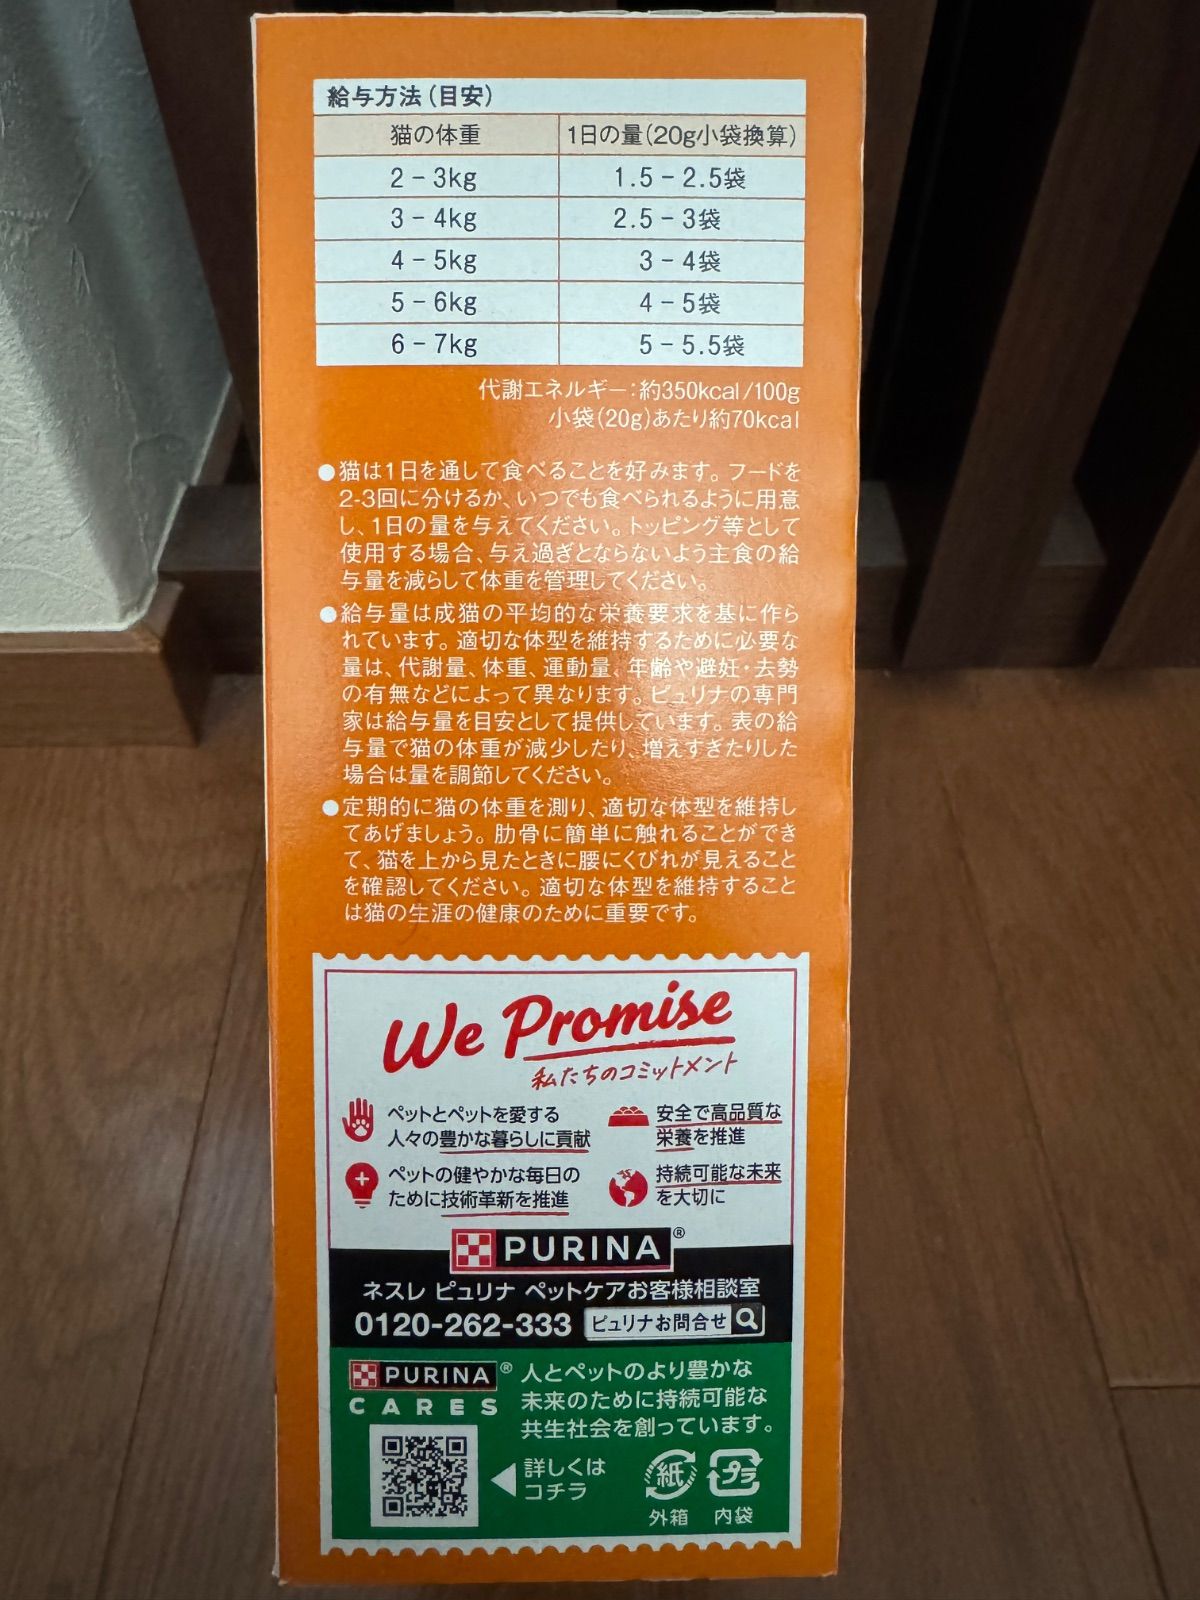 給与方法(目安)
猫の体重 1日の量(20g小袋換算)
2－3kg 1.5－2.5袋
3－4kg 2.5－3袋
4－5kg 3－4袋
5－6kg 4－5袋
6－7kg 5－5.5袋
代謝エネルギー:約350kcal/100g
小袋(20g)あたり約70kcal
●猫は1日を通して食べることを好みます。フードを
2-3回に分けるか、いつでも食べられるように用意
し、1日の量を与えてください。トッピング等として
使用する場合、与え過ぎとならないよう主食の給
与量を減らして体重を管理してください。
●給与量は成猫の平均的な栄養要求を基に作ら
れています。適切な体型を維持するために必要な
量は、代謝量、体重、運動量、年齢や避妊・去勢
の有無などによって異なります。ピュリナの専門
家は給与量を目安として提供しています。表の給
与量で猫の体重が減少したり、増えすぎたりした
場合は量を調節してください。
●定期的に猫の体重を測り、適切な体型を維持し
てあげましょう。肋骨に簡単に触れることができ
て、猫を上から見たときに腰にくびれが見えること
を確認してください。適切な体型を維持すること
は猫の生涯の健康のために重要です。
We Promise
私たちのコミットメント
ペットとペットを愛する
人々の豊かな暮らしに貢献
安全で高品質な
栄養を推進
ペットの健やかな毎日の
ために技術革新を推進
持続可能な未来
を大切に
PURINA®
ネスレ ピュリナ ペットケアお客様相談室
0120-262-333 ピュリナお問合せ
PURINA®
CARES
人とペットのより豊かな
未来のために持続可能な
共生社会を創っています。
詳しくは
コチラ
紙 プラ
外箱 内袋